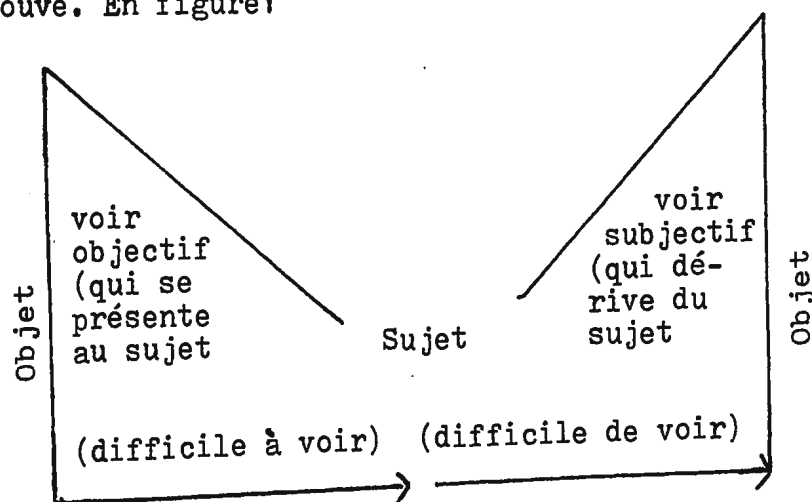 ouve. En figure:
voir
objectif
(qui se
présente
au sujet
voir
subjectif
(qui dé-
rive du
sujet
Objet
Sujet
Objet
(difficile à voir) (difficile de voir)